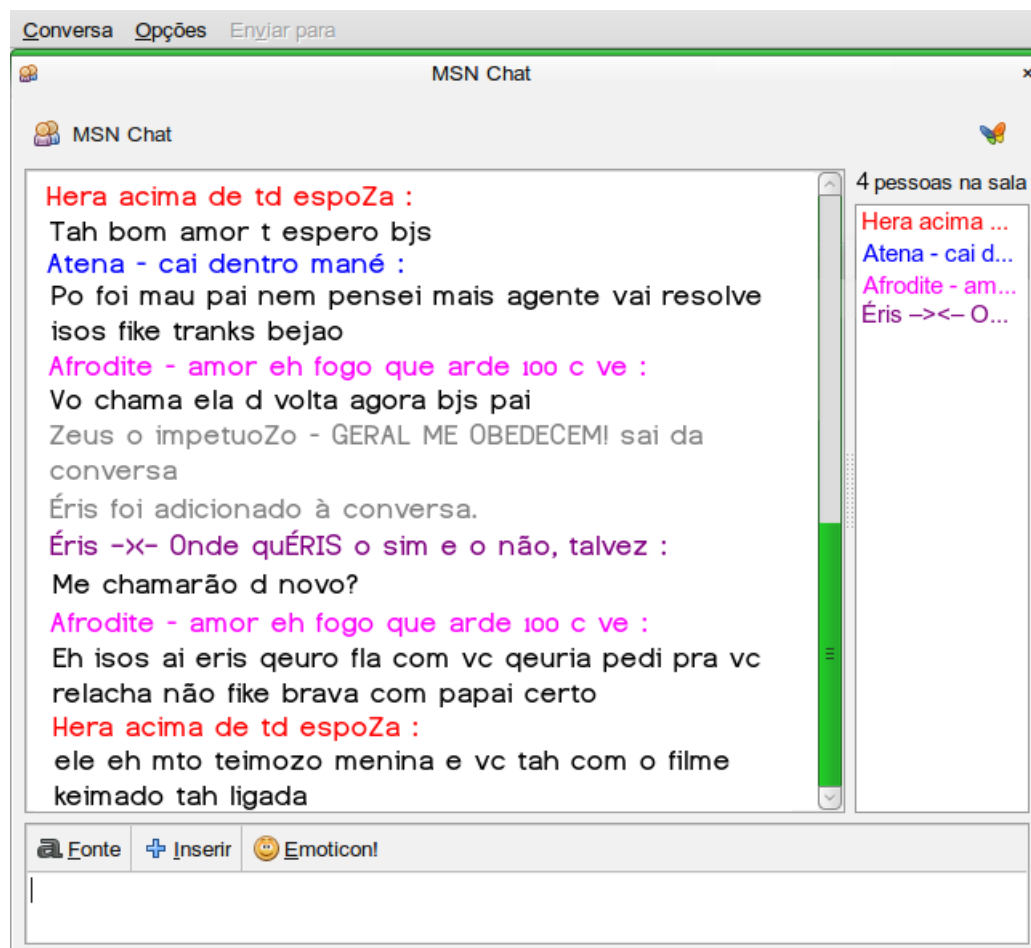 Conversa Opções Enviar para
MSN Chat ×
MSN Chat
4 pessoas na sala
Hera acima de td espoZa :
Tah bom amor t espero bjs
Atena - cai dentro mané :
Po foi mau pai nem pensei mais agente vai resolve
isos fike tranks bejao
Afrodite - amor eh fogo que arde 100 c ve :
Vo chama ela d volta agora bjs pai
Zeus o impetuoZo - GERAL ME OBEDECEM! sai da
conversa
Éris foi adicionado à conversa.
Éris -><- Onde quÉRIS o sim e o não, talvez :
Me chamarão d novo?
Afrodite - amor eh fogo que arde 100 c ve :
Eh isos ai eris qeuro fla com vc qeuria pedi pra vc
relacha não fike brava com papai certo
Hera acima de td espoZa :
ele eh mto teimozo menina e vc tah com o filme
keimado tah ligada
Hera acima ...
Atena - cai d...
Afrodite - am...
Éris –><– O...
a Fonte Inserir Emoticon!